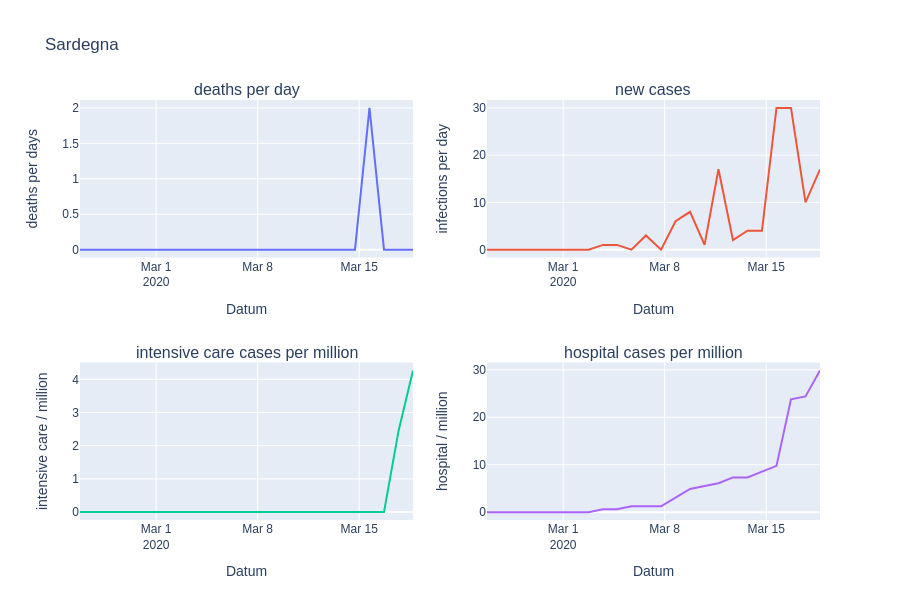 Sardegna
deaths per day
deaths per days
2
1.5
1
0.5
0
Mar 1
2020
Mar 8
Mar 15
Datum
new cases
infections per day
30
20
10
0
Mar 1
2020
Mar 8
Mar 15
Datum
intensive care cases per million
intensive care / million
4
3
2
1
0
Mar 1
2020
Mar 8
Mar 15
Datum
hospital cases per million
hospital / million
30
20
10
0
Mar 1
2020
Mar 8
Mar 15
Datum